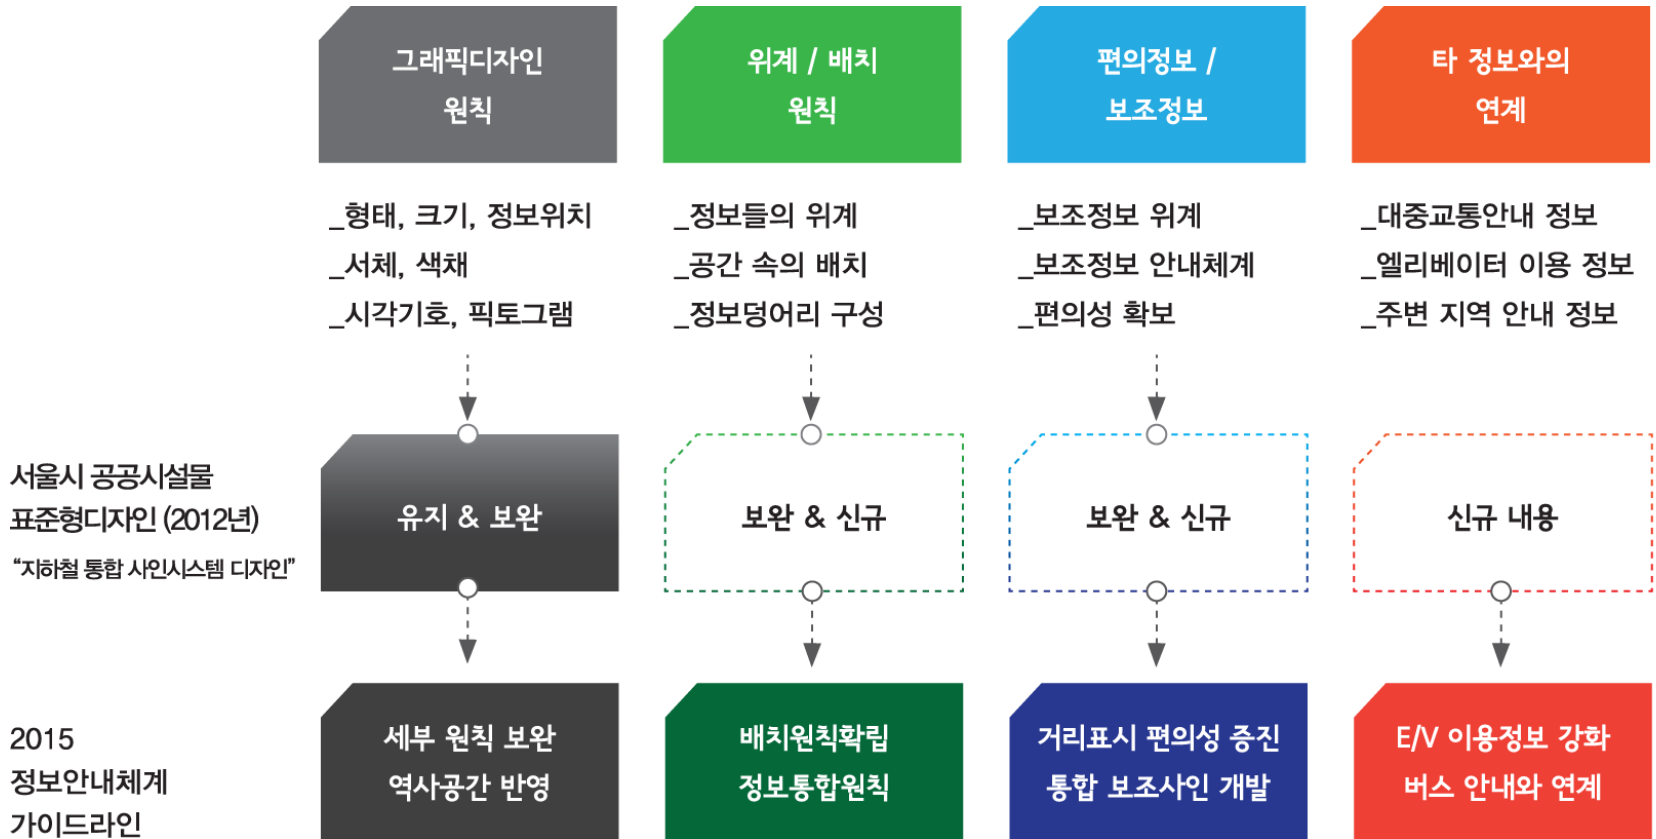 그래픽디자인
원칙
위계 / 배치
원칙
편의정보 /
보조정보
타 정보와의
연계
_형태, 크기, 정보위치
_서체, 색채
_시각기호, 픽토그램
_정보들의 위계
_공간 속의 배치
_정보덩어리 구성
_보조정보 위계
_보조정보 안내체계
_편의성 확보
_대중교통안내 정보
_엘리베이터 이용 정보
_주변 지역 안내 정보
서울시 공공시설물
표준형디자인 (2012년)
“지하철 통합 사인시스템 디자인”
유지 & 보완
보완 & 신규
보완 & 신규
신규 내용
2015
정보안내체계
가이드라인
세부 원칙 보완
역사공간 반영
배치원칙확립
정보통합원칙
거리표시 편의성 증진
통합 보조사인 개발
E/V 이용정보 강화
버스 안내와 연계